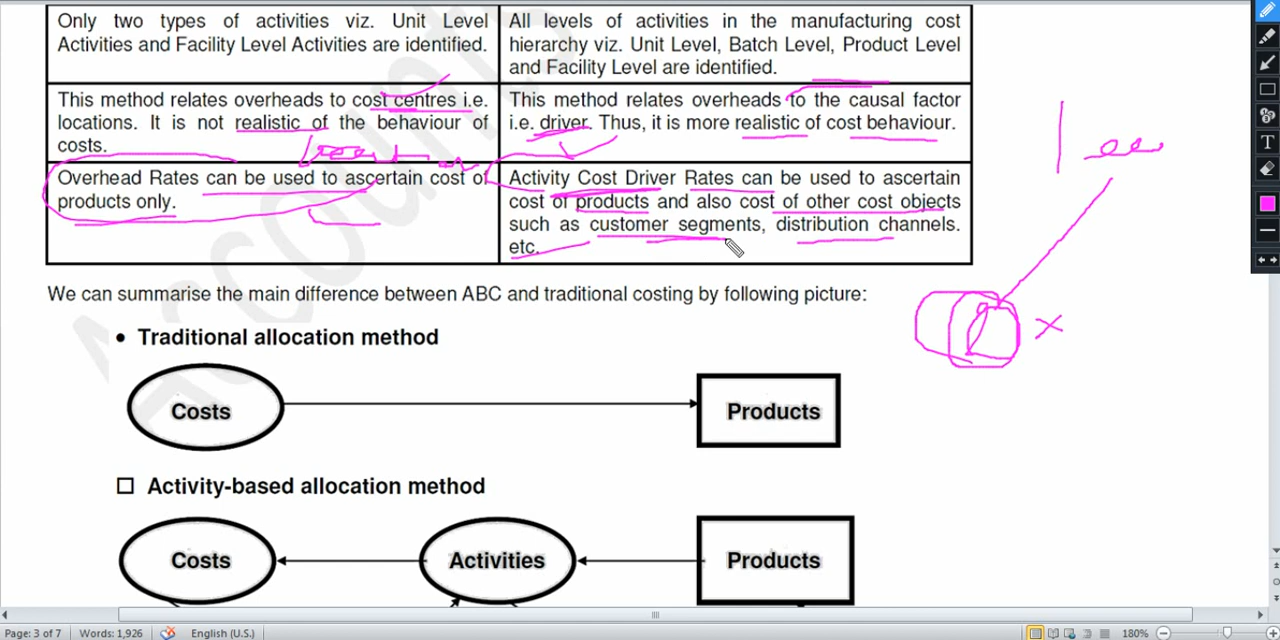 Only two types of activities viz. Unit Level
Activities and Facility Level Activities are identified.
All levels of activities in the manufacturing cost
hierarchy viz. Unit Level, Batch Level, Product Level
and Facility Level are identified.
This method relates overheads to cost centres i.e.
locations. It is not realistic of the behaviour of
costs.
This method relates overheads to the causal factor
i.e. driver. Thus, it is more realistic of cost behaviour.
Overhead Rates can be used to ascertain cost of
products only.
Activity Cost Driver Rates can be used to ascertain
cost of products and also cost of other cost objects
such as customer segments, distribution channels.
etc.
We can summarise the main difference between ABC and traditional costing by following picture:
• Traditional allocation method
Costs
Products
Activity-based allocation method
Costs
Activities
Products
Page: 3 of 7
Words: 1,926
English (U.S.)
180%